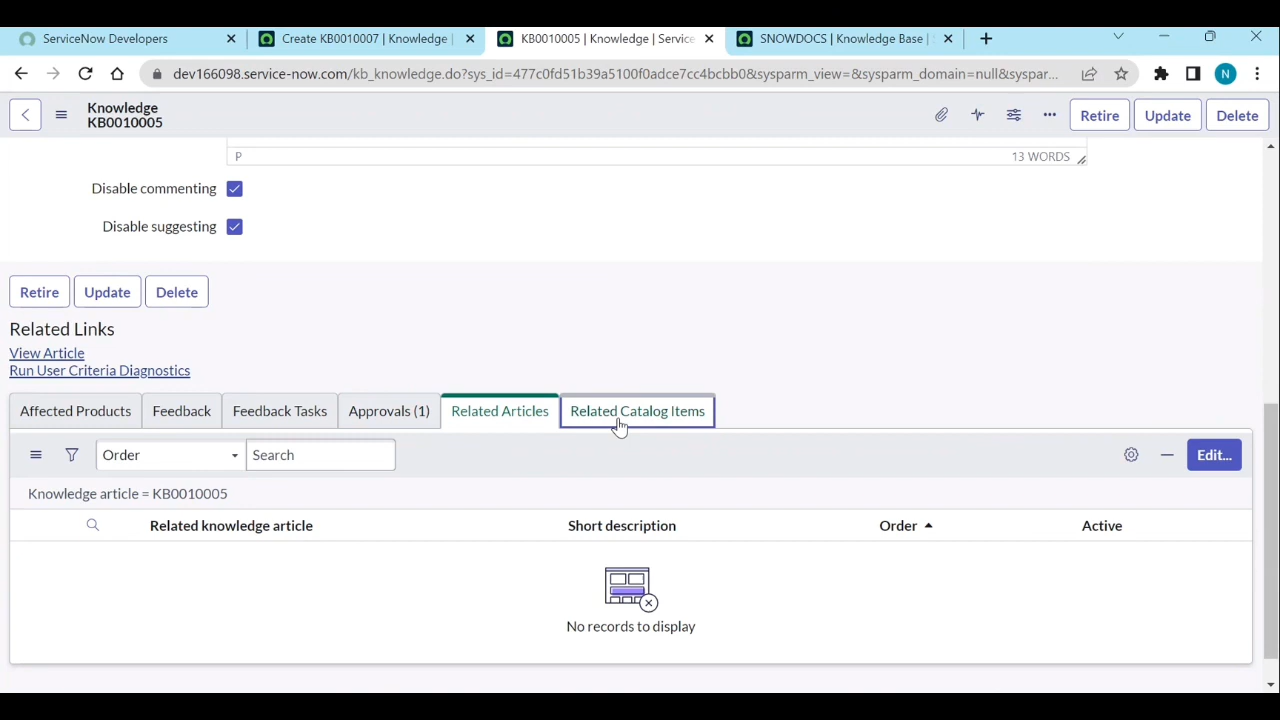 ServiceNow Developers
Create KB0010007 | Knowledge |
KB0010005 | Knowledge | Service
SNOWDOCS | Knowledge Base |
dev166098.service-now.com/kb_knowledge.do?sys_id=477c0fd51b39a5100f0adce7cc4bcbb0&sysparm_view=&sysparm_domain=null&syspar...
N
Knowledge
KB0010005
Retire
Update
Delete
P
13 WORDS
Disable commenting
Disable suggesting
Retire
Update
Delete
Related Links
View Article
Run User Criteria Diagnostics
Affected Products
Feedback
Feedback Tasks
Approvals (1)
Related Articles
Related Catalog Items
Order
Search
Edit...
Knowledge article = KB0010005
Related knowledge article
Short description
Order
Active
No records to display